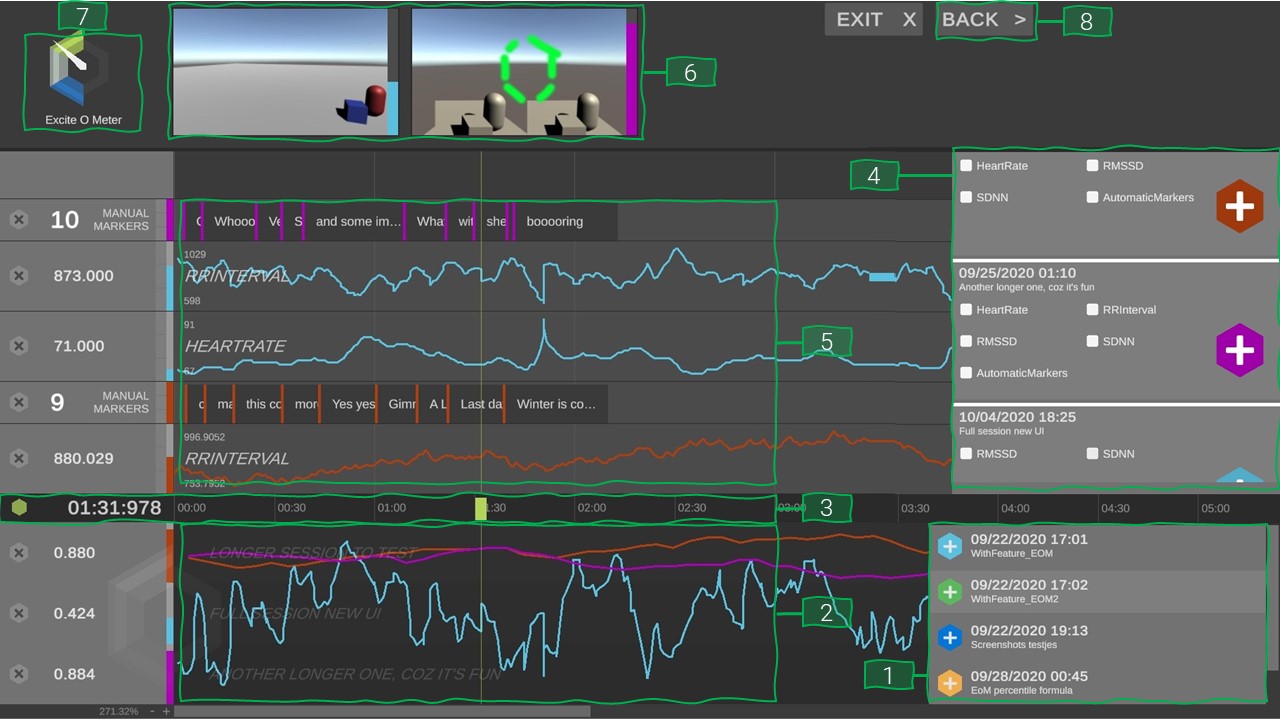 7
Excite O Meter
6
EXIT X
BACK >
8
4
HeartRate
RMSSD
SDNN
AutomaticMarkers
10
MANUAL
MARKERS
Whooo
and some im...
she
booooring
873.000
1029
RRINTERVAL
598
09/25/2020 01:10
Another longer one, coz it's fun
HeartRate
RRInterval
RMSSD
SDNN
AutomaticMarkers
71.000
91
HEARTRATE
67
5
9
MANUAL
MARKERS
this cc
Yes yes
A L
Last da
Winter is co...
880.029
996.9052
RRINTERVAL
753.7952
10/04/2020 18:25
Full session new UI
RMSSD
SDNN
01:31:978
00:00
00:30
01:00
1:30
02:00
02:30
03:00
3
03:30
04:00
04:30
05:00
0.880
LONGER SESSION TO TEST
0.424
FULL SESSION NEW UI
2
0.884
ANOTHER LONGER ONE, COZ IT'S FUN
1
09/22/2020 17:01
WithFeature_EOM
09/22/2020 17:02
WithFeature_EOM2
09/22/2020 19:13
Screenshots testjes
09/28/2020 00:45
EoM percentile formula
271.32% - +